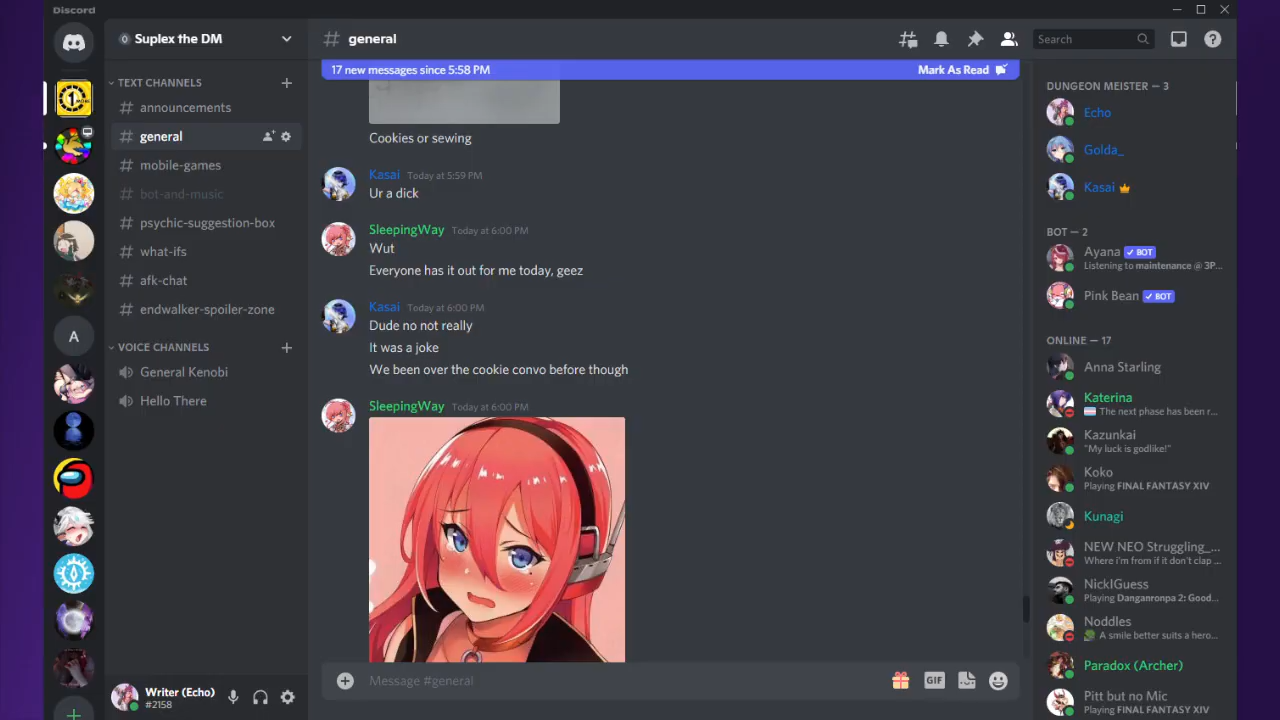 Discord
Suplex the DM
TEXT CHANNELS
announcements
general
mobile-games
bot-and-music
psychic-suggestion-box
what-ifs
afk-chat
endwalker-spoiler-zone
VOICE CHANNELS
General Kenobi
Hello There
A
Writer (Echo)
#2158
# general
Search
17 new messages since 5:58 PM
Mark As Read
Cookies or sewing
Kasai Today at 5:59 PM
Ur a dick
SleepingWay Today at 6:00 PM
Wut
Everyone has it out for me today, geez
Kasai Today at 6:00 PM
Dude no not really
It was a joke
We been over the cookie convo before though
SleepingWay Today at 6:00 PM
Message #general
GIF
DUNGEON MEISTER — 3
Echo
Golda_
Kasai
BOT — 2
Ayana BOT
Listening to maintenance @ 3P...
Pink Bean BOT
ONLINE — 17
Anna Starling
Katerina
The next phase has been r...
Kazunkai
"My luck is godlike!"
Koko
Playing FINAL FANTASY XIV
Kunagi
NEW NEO Struggling_...
Where i'm from if it don't clap ...
NickIGuess
Playing Danganronpa 2: Good...
Noddles
A smile better suits a hero...
Paradox (Archer)
Pitt but no Mic
Playing FINAL FANTASY XIV